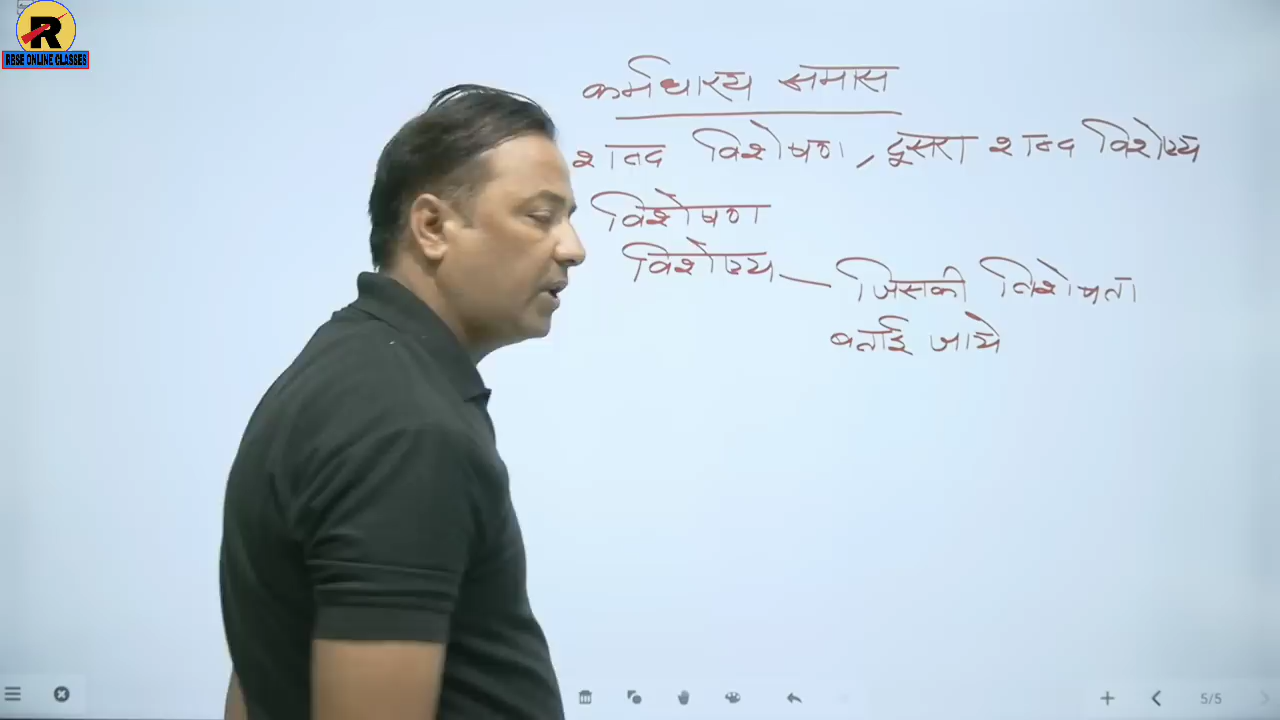 R
RBSE ONLINE CLASSES
कर्मधारय समास
शब्द विशेषण, दूसरा शब्द विशेष्य
विशेषण
विशेष्य — जिसकी विशेषता
बताई जाये
5/5